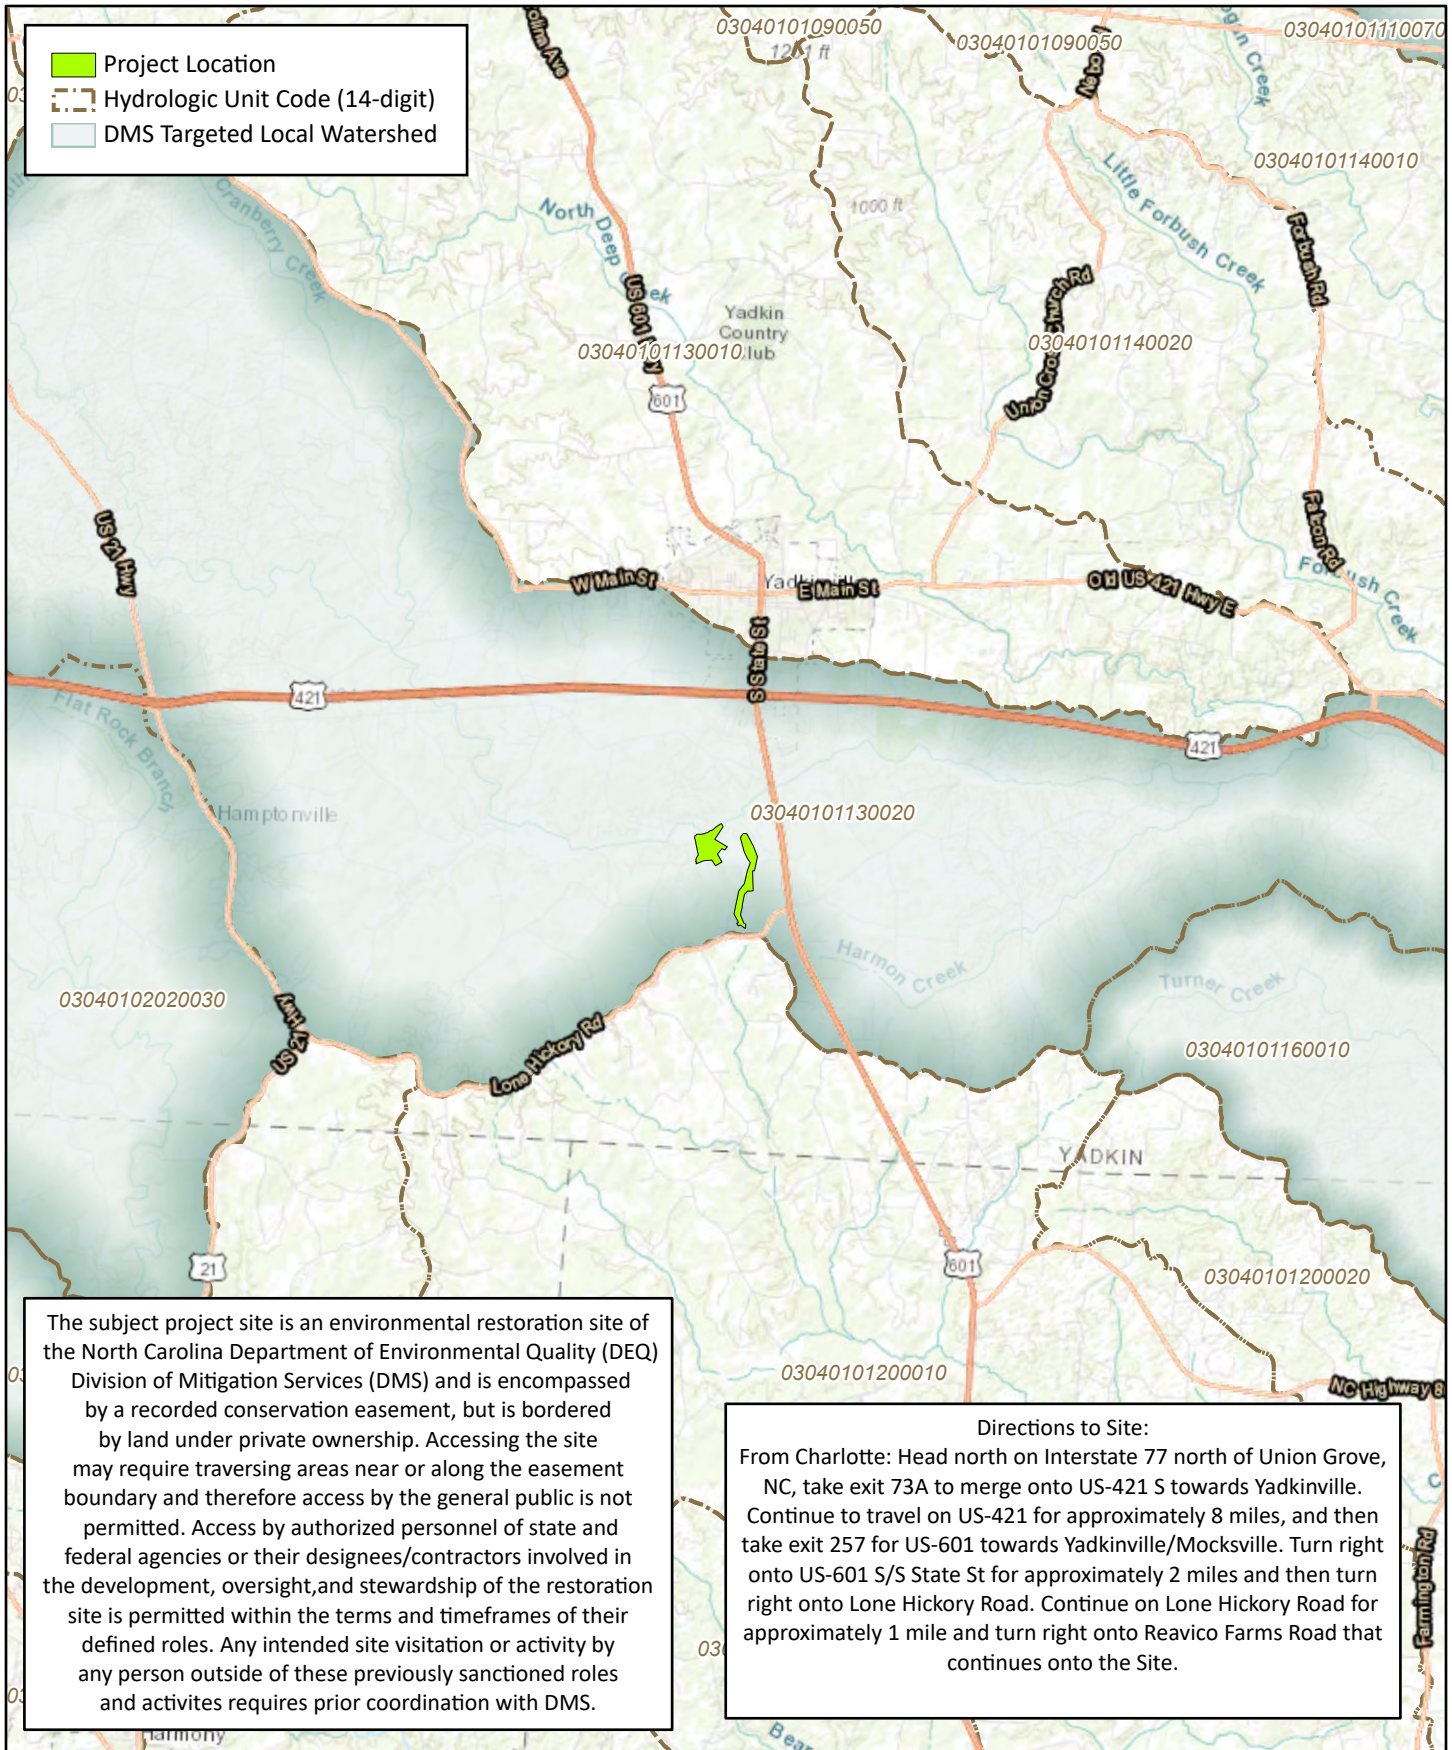 Project Location
Hydrologic Unit Code (14-digit)
DMS Targeted Local Watershed
03040101090050
03040101090050
03040101110070
1000 ft
03040101140010
Cranberry Creek
North Deep
US 601
Little Forbush Creek
Forbush Rd
Yadkin
Country
03040101130010
601
03040101140020
US 21 Hwy
Falcon Rd
W Main St
E Main St
Old US 421 Hwy E
Creek
S State St
421
421
Flat Rock Branch
Hamptonville
03040101130020
Harmon Creek
Turner Creek
03040102020030
US 21 Hwy
Lone Hickory Rd
03040101160010
YADKIN
21
601
03040101200020
03040101200010
NC Highway 8
Farmington Rd
Harmony
The subject project site is an environmental restoration site of
the North Carolina Department of Environmental Quality (DEQ)
Division of Mitigation Services (DMS) and is encompassed
by a recorded conservation easement, but is bordered
by land under private ownership. Accessing the site
may require traversing areas near or along the easement
boundary and therefore access by the general public is not
permitted. Access by authorized personnel of state and
federal agencies or their designees/contractors involved in
the development, oversight,and stewardship of the restoration
site is permitted within the terms and timeframes of their
defined roles. Any intended site visitation or activity by
any person outside of these previously sanctioned roles
and activites requires prior coordination with DMS.
Directions to Site:
From Charlotte: Head north on Interstate 77 north of Union Grove,
NC, take exit 73A to merge onto US-421 S towards Yadkinville.
Continue to travel on US-421 for approximately 8 miles, and then
take exit 257 for US-601 towards Yadkinville/Mocksville. Turn right
onto US-601 S/S State St for approximately 2 miles and then turn
right onto Lone Hickory Road. Continue on Lone Hickory Road for
approximately 1 mile and turn right onto Reavico Farms Road that
continues onto the Site.